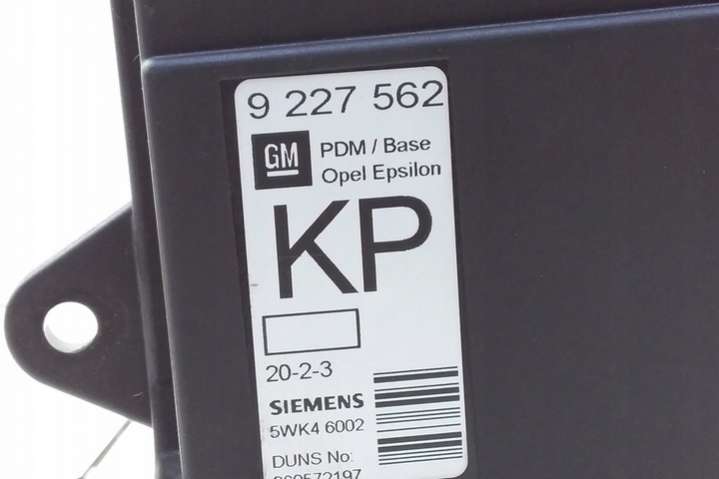 9 227 562
GM
PDM / Base
Opel Epsilon
KP
20-2-3
SIEMENS
5WK4 6002
DUNS No: